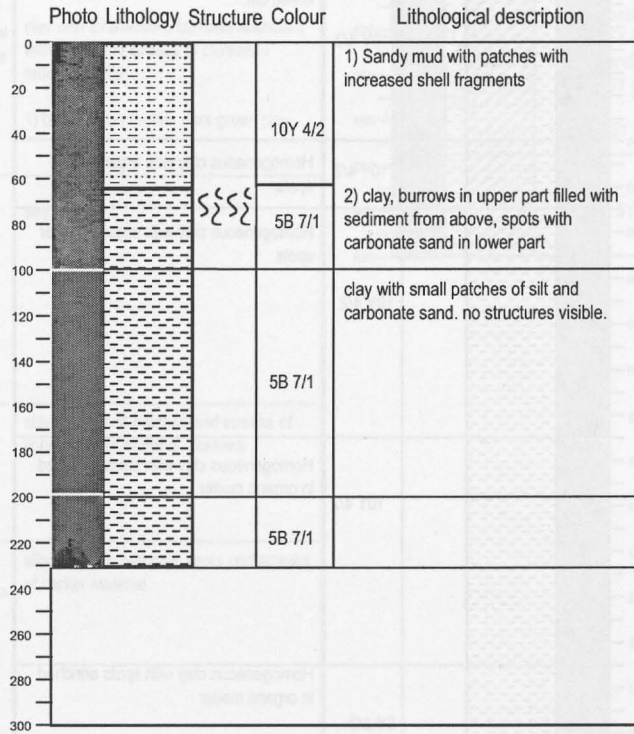 Photo Lithology Structure Colour Lithological description
0
20
40
60
80
100
120
140
160
180
200
220
240
260
280
300
10Y 4/2
5B 7/1
5B 7/1
5B 7/1
1) Sandy mud with patches with
increased shell fragments
2) clay, burrows in upper part filled with
sediment from above, spots with
carbonate sand in lower part
clay with small patches of silt and
carbonate sand. no structures visible.